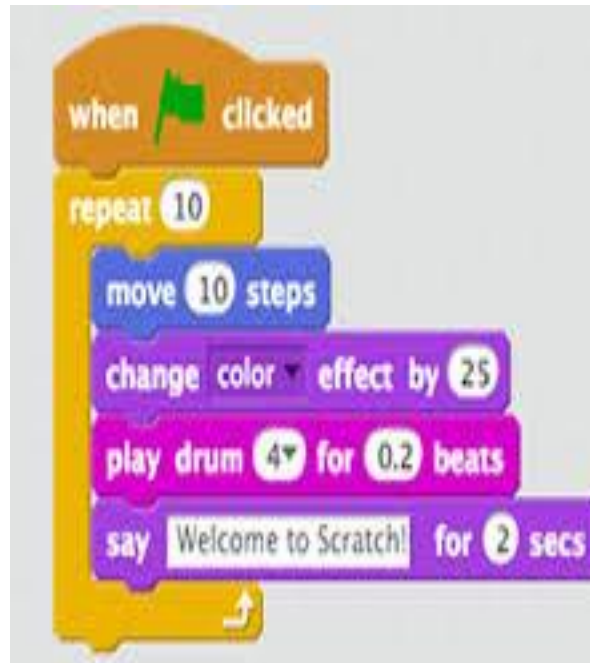 when clicked
repeat 10
move 10 steps
change color effect by 25
play drum 4 for 0.2 beats
say Welcome to Scratch! for 2 secs